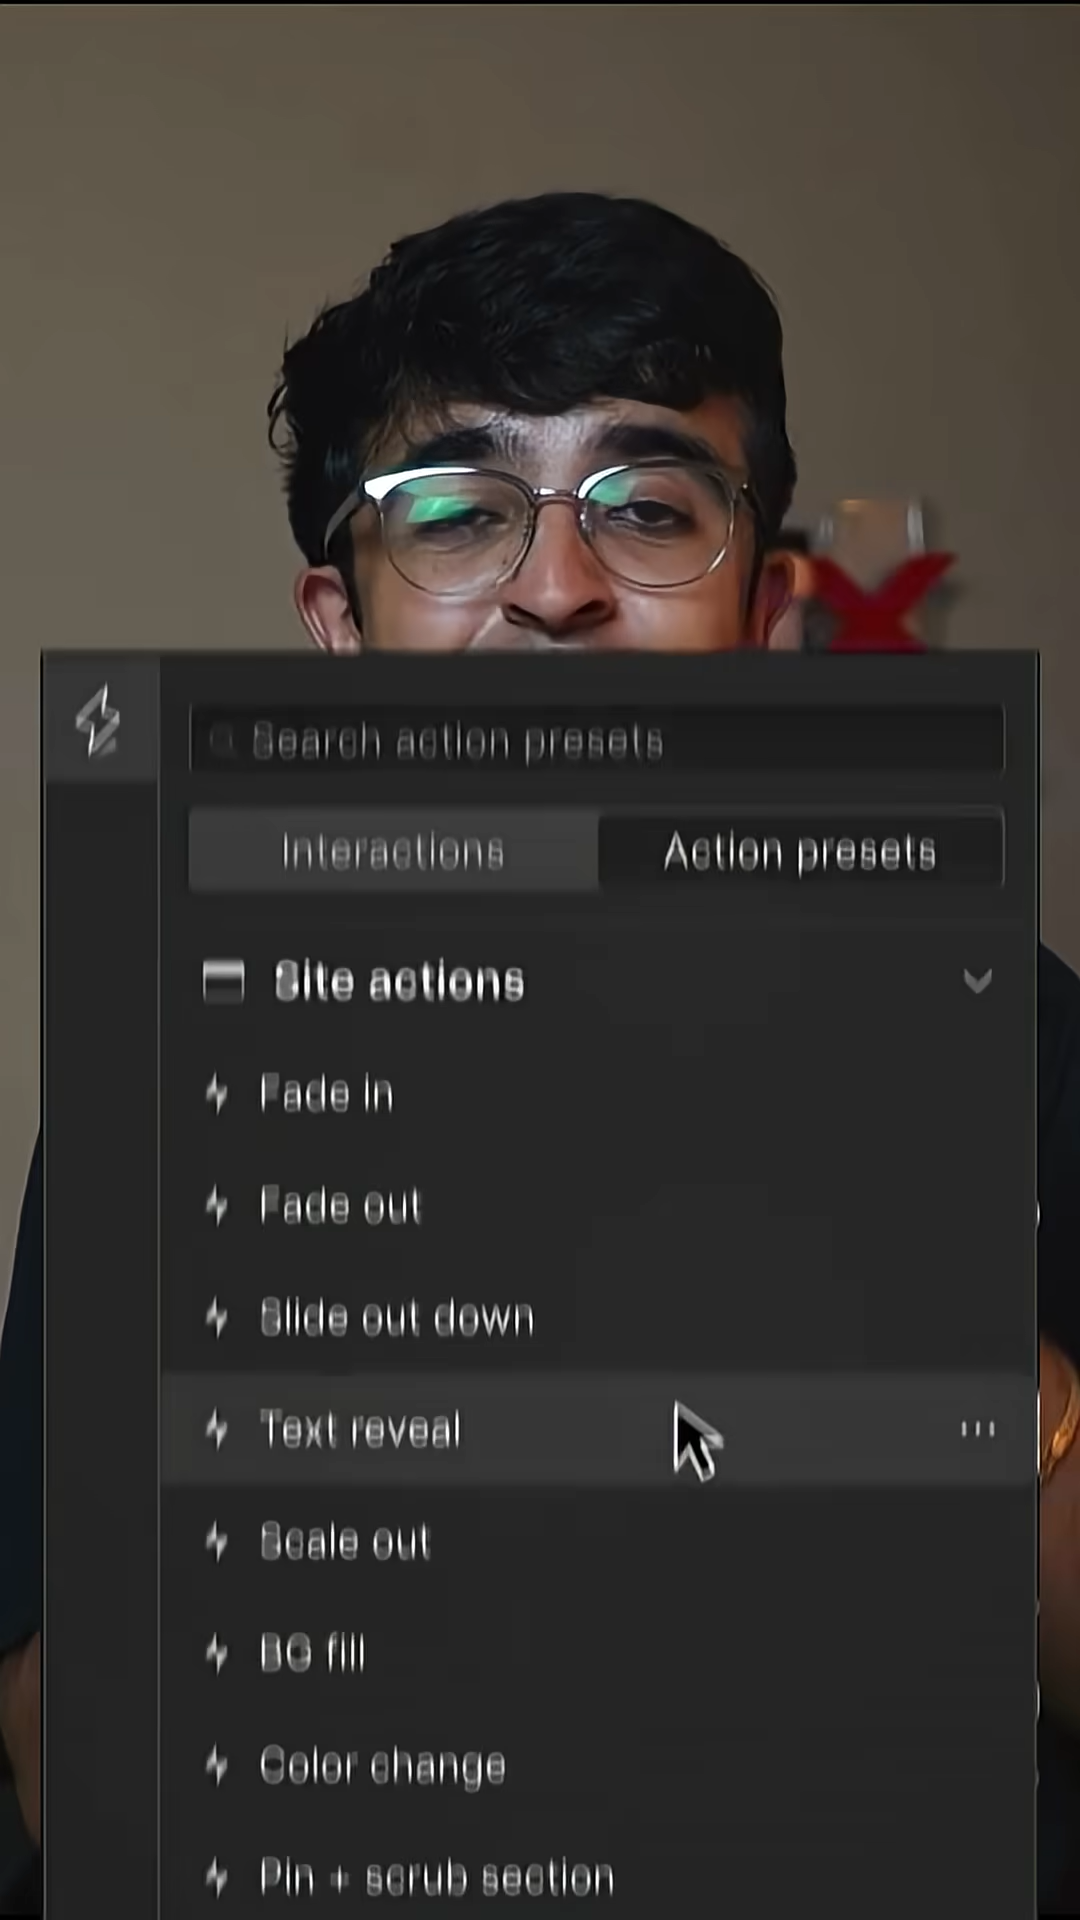 Search action presets
Interactions
Action presets
Site actions
Fade in
Fade out
Slide out down
Text reveal
Scale out
BG fill
Color change
Pin + scrub section